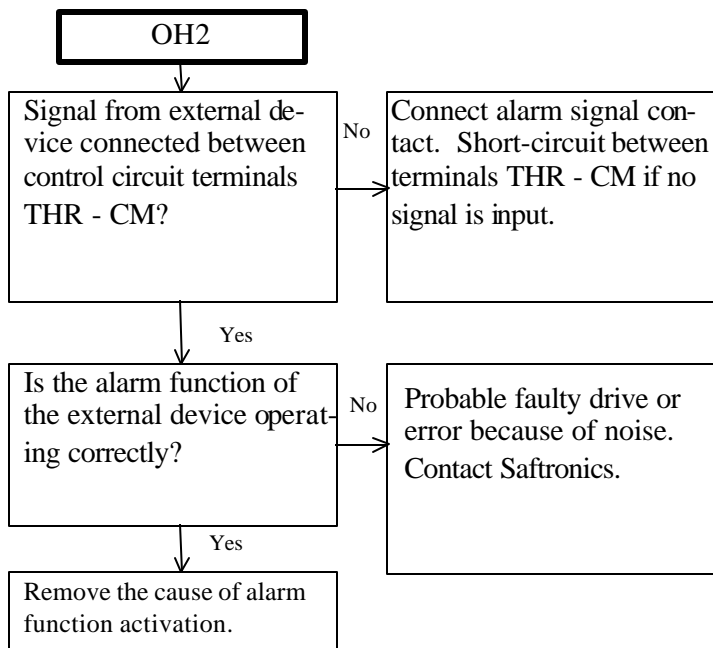 OH2
Signal from external de-
vice connected between
control circuit terminals
THR - CM?
No
Connect alarm signal con-
tact. Short-circuit between
terminals THR - CM if no
signal is input.
Yes
Is the alarm function of
the external device operat-
ing correctly?
No
Probable faulty drive or
error because of noise.
Contact Saftronics.
Yes
Remove the cause of alarm
function activation.